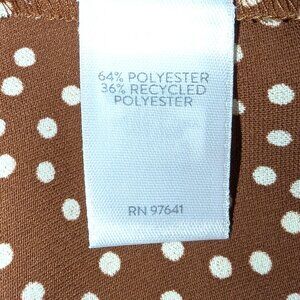 64% POLYESTER
36% RECYCLED
POLYESTER
RN 97641